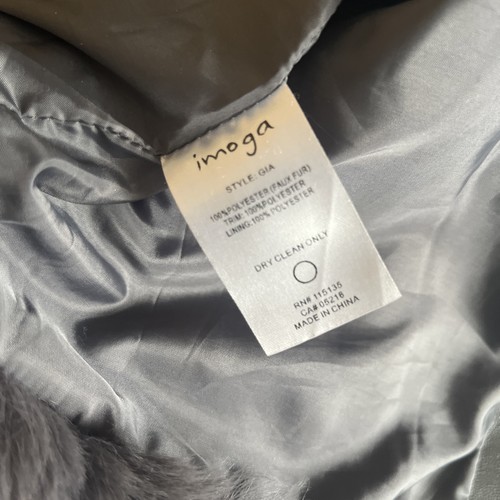 imoga
STYLE: GIA
100%POLYESTER (FAUX FUR)
TRIM: 100%POLYESTER
LINING:100% POLYESTER
DRY CLEAN ONLY
RN# 115135
CA# 08216
MADE IN CHINA